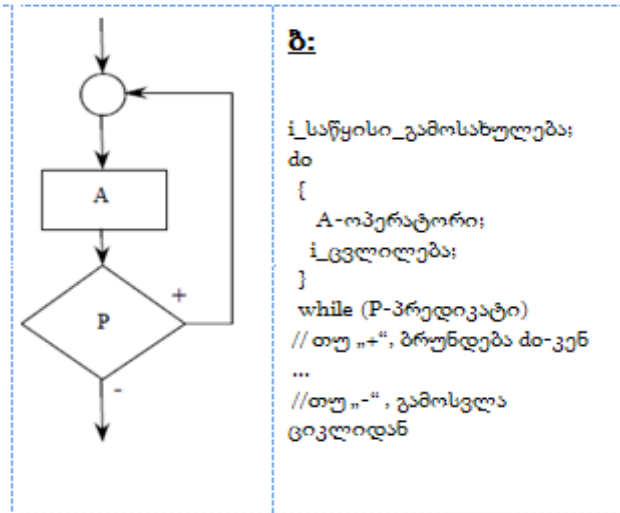 A
P
+
-
ბ:
i_საწყისი_გამოსახულება;
do
{
A-ოპერატორი;
i_ცვლილება;
}
while (P-პრედიკატი)
// თუ „+“, ბრუნდება do-კენ
...
//თუ „-“ , გამოსვლა
ციკლიდან